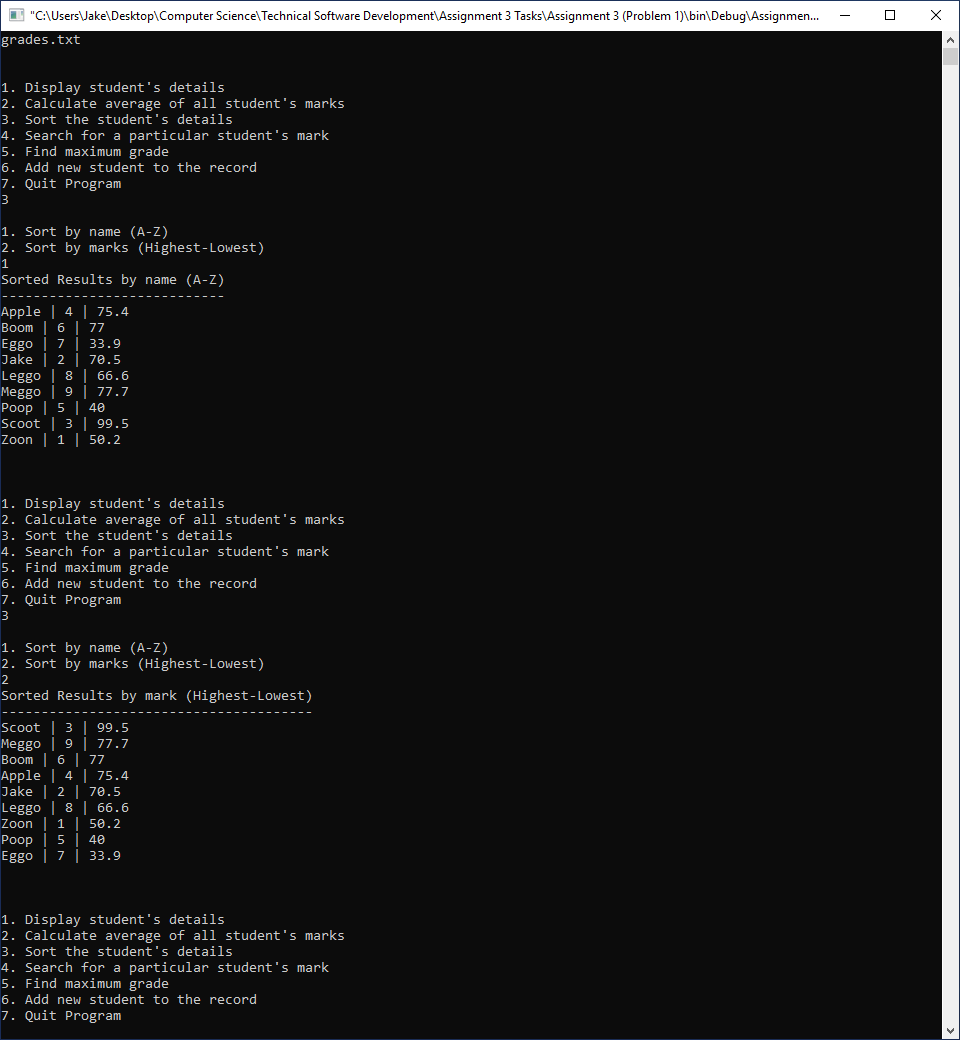 "C:\Users\Jake\Desktop\Computer Science\Technical Software Development\Assignment 3 Tasks\Assignment 3 (Problem 1)\bin\Debug\Assignmen...
grades.txt
1. Display student's details
2. Calculate average of all student's marks
3. Sort the student's details
4. Search for a particular student's mark
5. Find maximum grade
6. Add new student to the record
7. Quit Program
3
1. Sort by name (A-Z)
2. Sort by marks (Highest-Lowest)
1
Sorted Results by name (A-Z)
----------------------------
Apple | 4 | 75.4
Boom | 6 | 77
Eggo | 7 | 33.9
Jake | 2 | 70.5
Leggo | 8 | 66.6
Meggo | 9 | 77.7
Poop | 5 | 40
Scoot | 3 | 99.5
Zoon | 1 | 50.2
1. Display student's details
2. Calculate average of all student's marks
3. Sort the student's details
4. Search for a particular student's mark
5. Find maximum grade
6. Add new student to the record
7. Quit Program
3
1. Sort by name (A-Z)
2. Sort by marks (Highest-Lowest)
2
Sorted Results by mark (Highest-Lowest)
---------------------------------------
Scoot | 3 | 99.5
Meggo | 9 | 77.7
Boom | 6 | 77
Apple | 4 | 75.4
Jake | 2 | 70.5
Leggo | 8 | 66.6
Zoon | 1 | 50.2
Poop | 5 | 40
Eggo | 7 | 33.9
1. Display student's details
2. Calculate average of all student's marks
3. Sort the student's details
4. Search for a particular student's mark
5. Find maximum grade
6. Add new student to the record
7. Quit Program